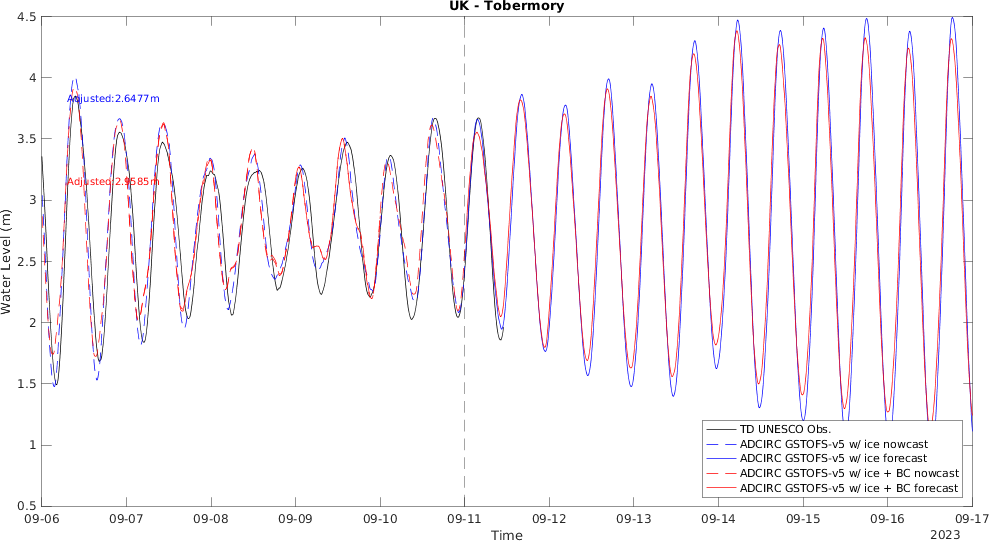 UK - Tobermory
4.5
4
3.5
3
2.5
2
1.5
1
0.5
Water Level (m)
Adjusted:2.6477m
Adjusted:2.9585m
TD UNESCO Obs.
ADCIRC GSTOFS-v5 w/ ice nowcast
ADCIRC GSTOFS-v5 w/ ice forecast
ADCIRC GSTOFS-v5 w/ ice + BC nowcast
ADCIRC GSTOFS-v5 w/ ice + BC forecast
09-06 09-07 09-08 09-09 09-10 09-11 09-12 09-13 09-14 09-15 09-16 09-17
Time
2023